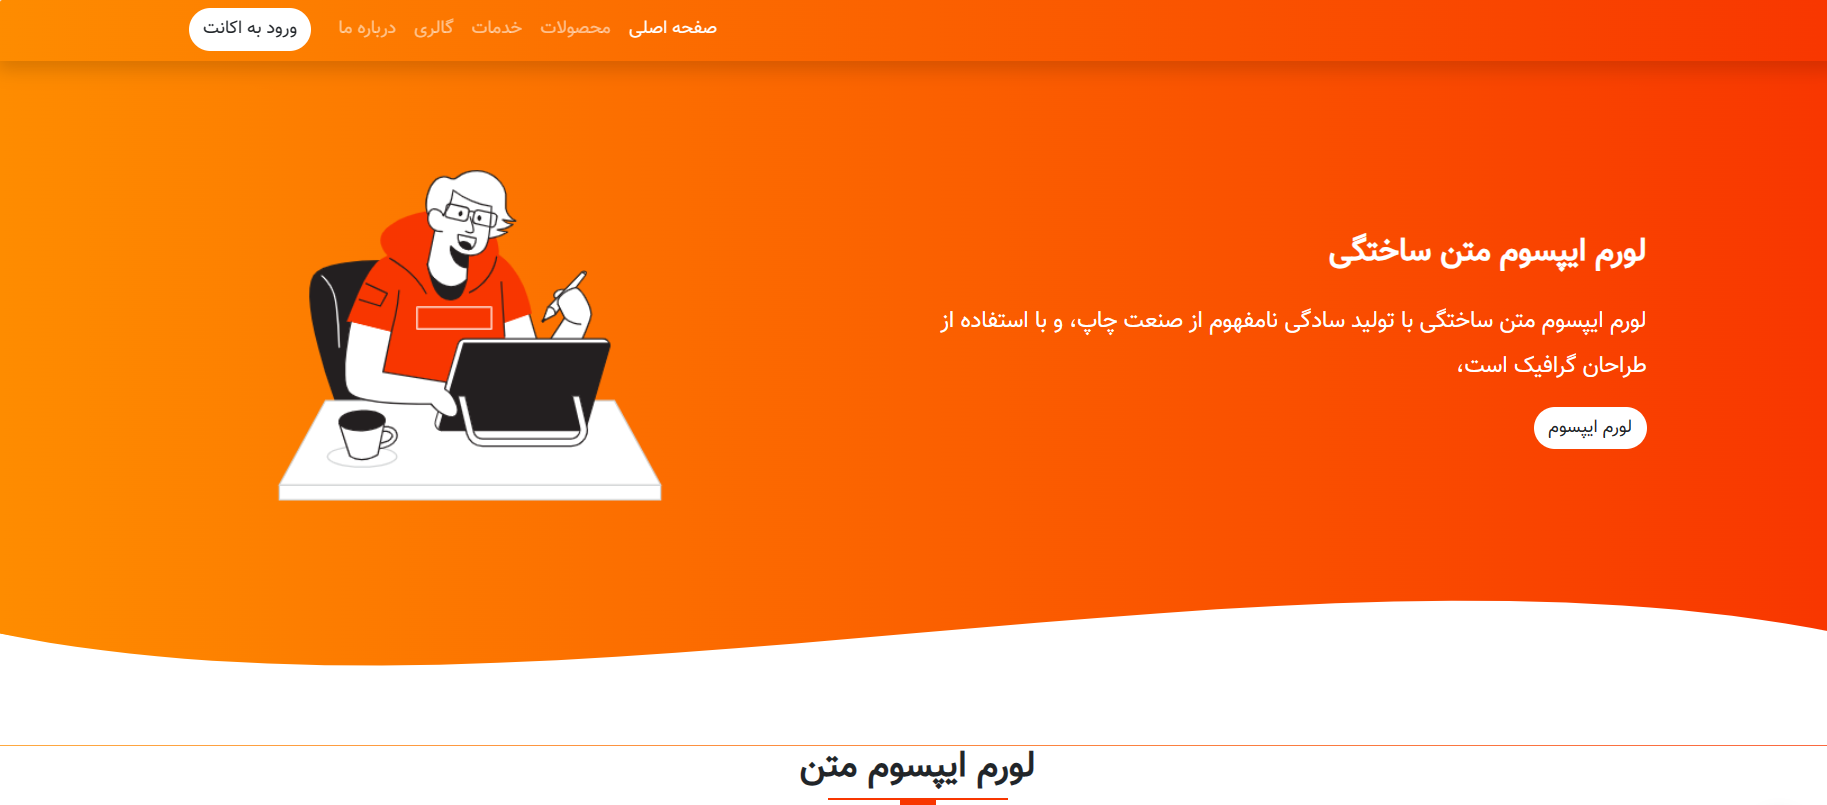 صفحه اصلی محصولات خدمات گالری درباره ما ورود به اکانت
لورم ایپسوم متن ساختگی
لورم ایپسوم متن ساختگی با تولید سادگی نامفهوم از صنعت چاپ، و با استفاده از
طراحان گرافیک است،
لورم ایپسوم
لورم ایپسوم متن